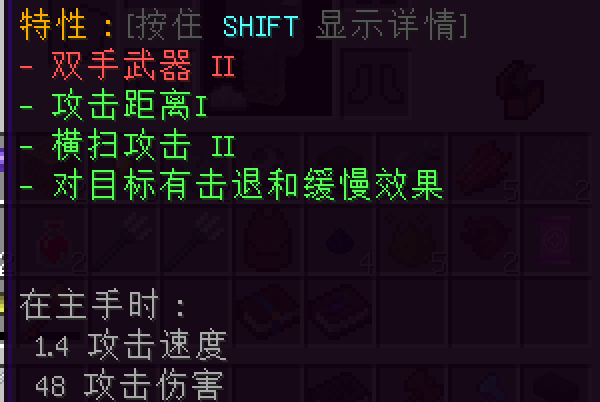 特性：[按住 SHIFT 显示详情]
- 双手武器 II
- 攻击距离I
- 横扫攻击 II
- 对目标有击退和缓慢效果
在主手时：
1.4 攻击速度
48 攻击伤害